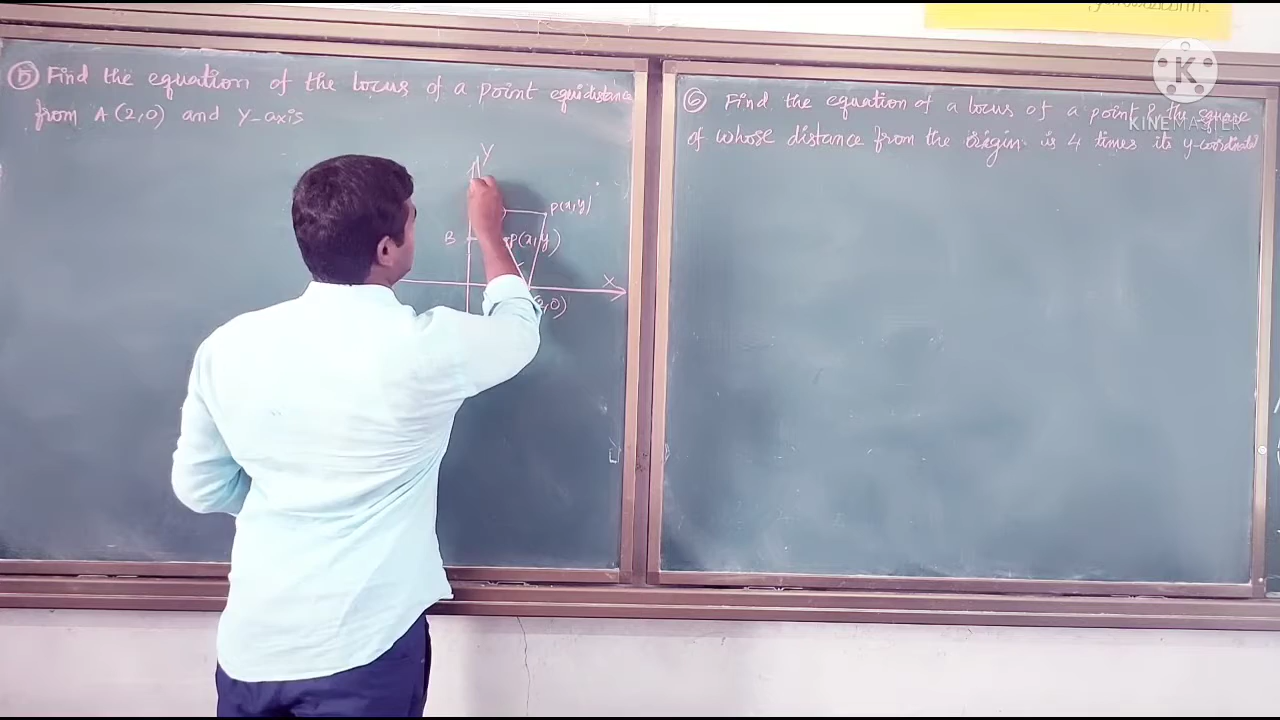 5 Find the equation of the locus of a point equidistance
from A (2,0) and Y-axis
Y
P(x,y)
B
P(x,y)
X
,0)
6 Find the equation of a locus of a point P, the square
of whose distance from the origin is 4 times its y-coordinate
K
KINEMASTER